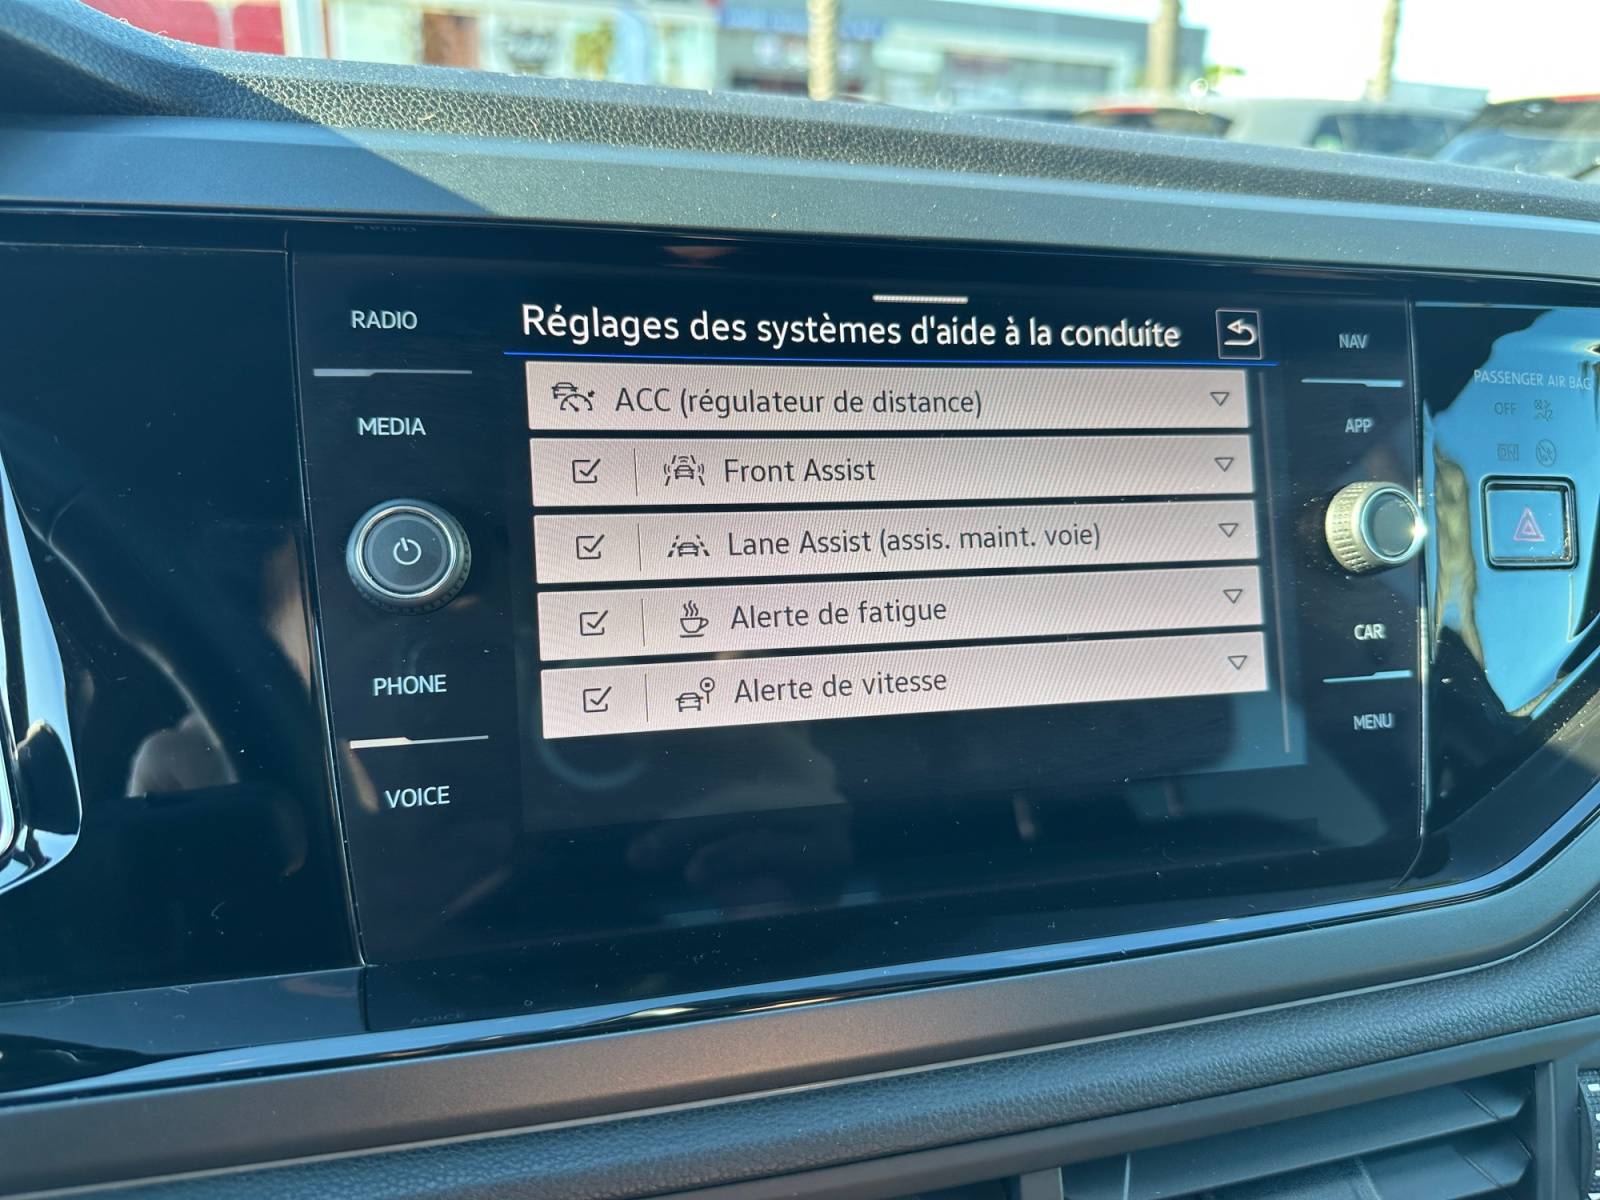 RADIO
MEDIA
PHONE
VOICE
Réglages des systèmes d'aide à la conduite
ACC (régulateur de distance)
Front Assist
Lane Assist (assis. maint. voie)
Alerte de fatigue
Alerte de vitesse
NAV
APP
CAR
MENU
PASSENGER AIR BAG
OFF
ON